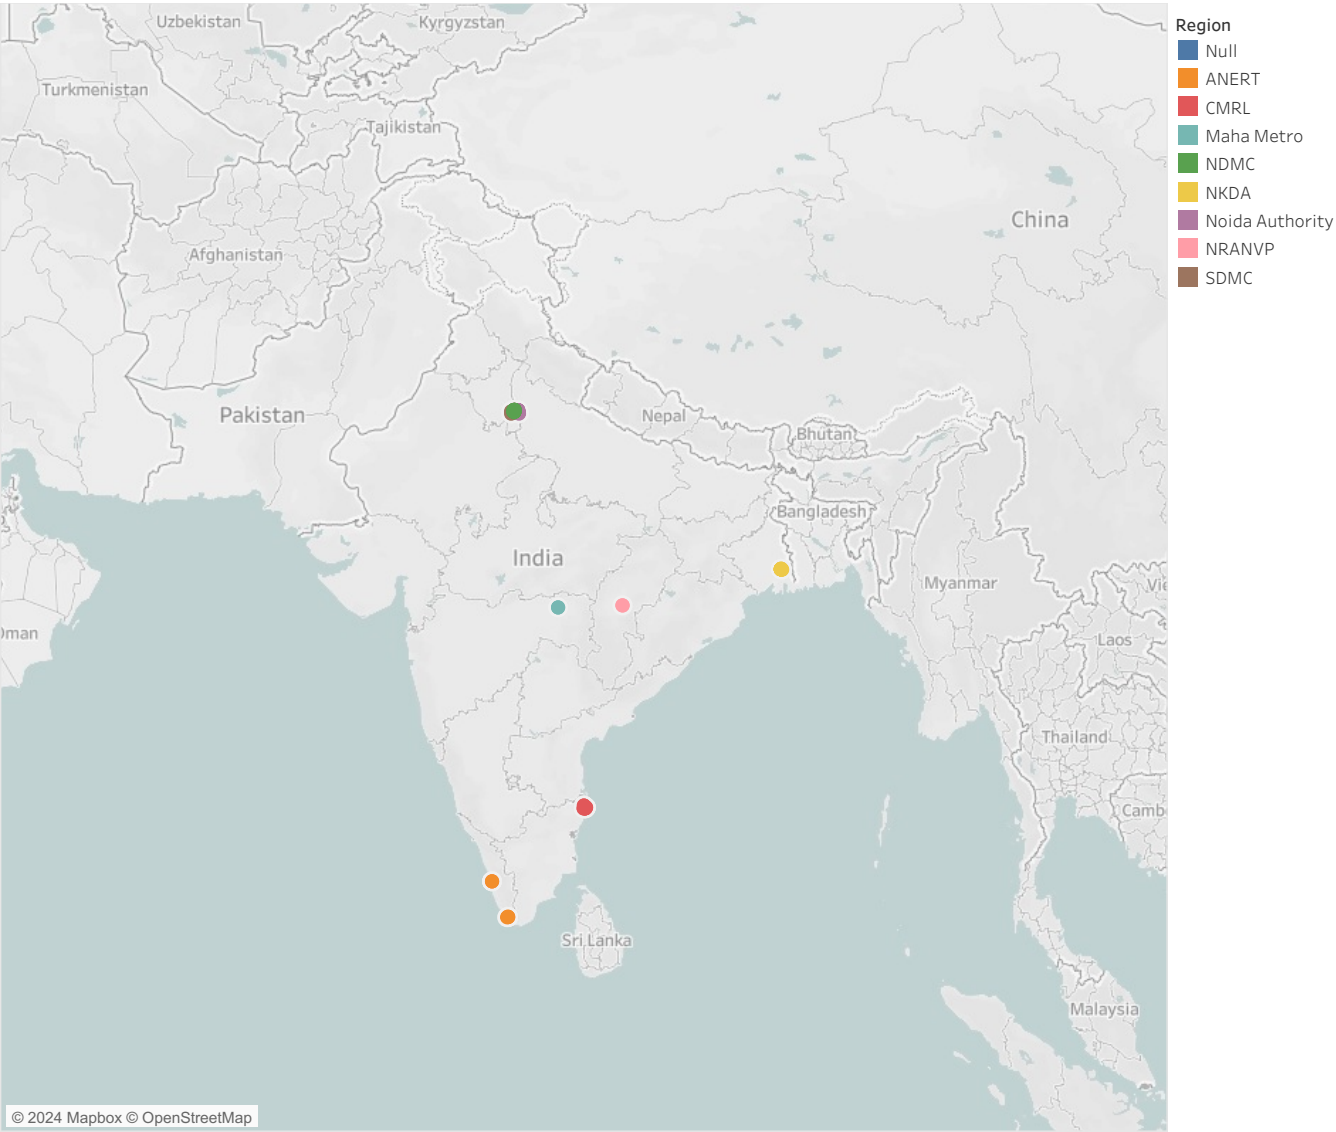 Uzbekistan
Kyrgyzstan
Turkmenistan
Tajikistan
China
Afghanistan
Pakistan
Nepal
Bhutan
Bangladesh
India
Myanmar
Vie
Oman
Laos
Thailand
Camb
Sri Lanka
Malaysia
© 2024 Mapbox © OpenStreetMap
Region
Null
ANERT
CMRL
Maha Metro
NDMC
NKDA
Noida Authority
NRANVP
SDMC